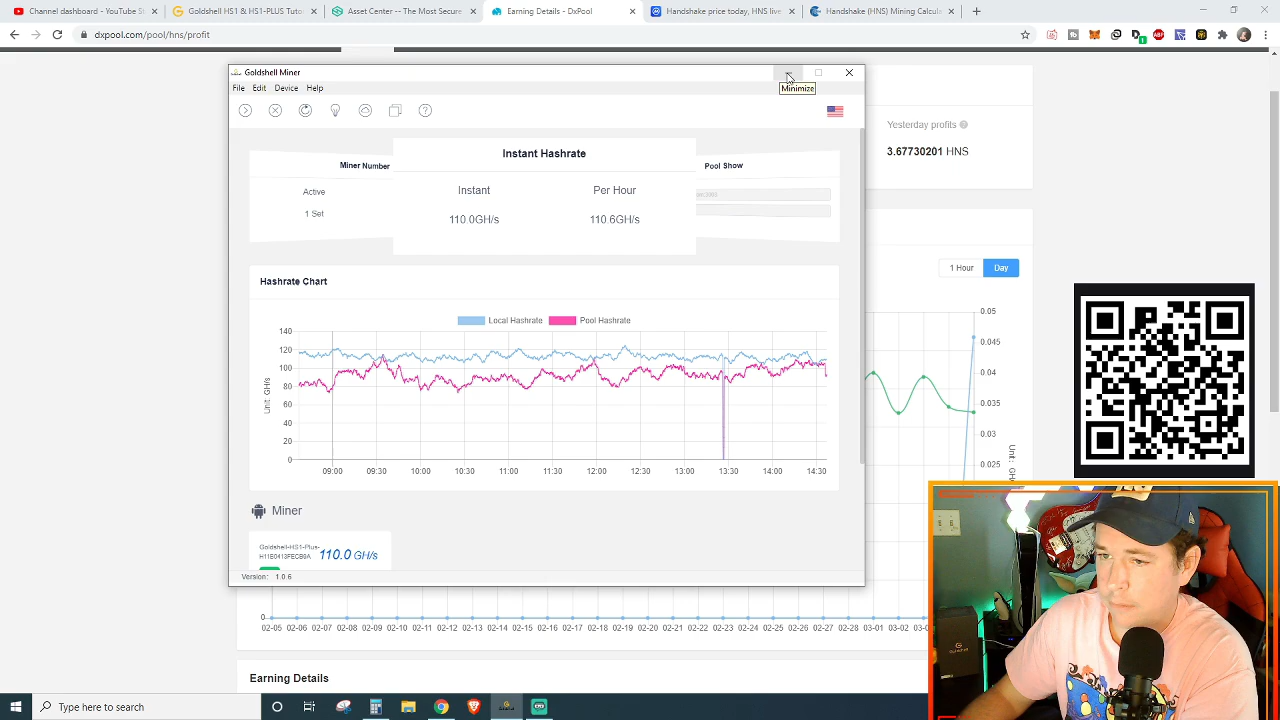 Channel dashboard - YouTube S
Goldshell HS1 & HS1-PLUS Tuto
Asset Center -- The Most Secure
Earning Details - DxPool
Handshake price today, HNS live
Handshake (HNS) Mining Calcula
dxpool.com/pool/hns/profit
Goldshell Miner
Minimize
File Edit Device Help
Yesterday profits
3.67730201 HNS
Miner Number
Instant Hashrate
Pool Show
Active
Instant
Per Hour
1 Set
110.0GH/s
110.6GH/s
1 Hour
Day
Hashrate Chart
Local Hashrate
Pool Hashrate
Unit: GH/s
140
120
100
80
60
40
20
0
09:00 09:30 10:00 10:30 11:00 11:30 12:00 12:30 13:00 13:30 14:00 14:30
0.05
0.045
0.04
0.035
0.03
0.025
Miner
Goldshell-HS1-Plus-
H11E0413FECB0A
110.0 GH/s
Version: 1.0.6
0
02-05 02-06 02-07 02-08 02-09 02-10 02-11 02-12 02-13 02-14 02-15 02-16 02-17 02-18 02-19 02-20 02-21 02-22 02-23 02-24 02-25 02-26 02-27 02-28 03-01 03-02
Earning Details
Type here to search